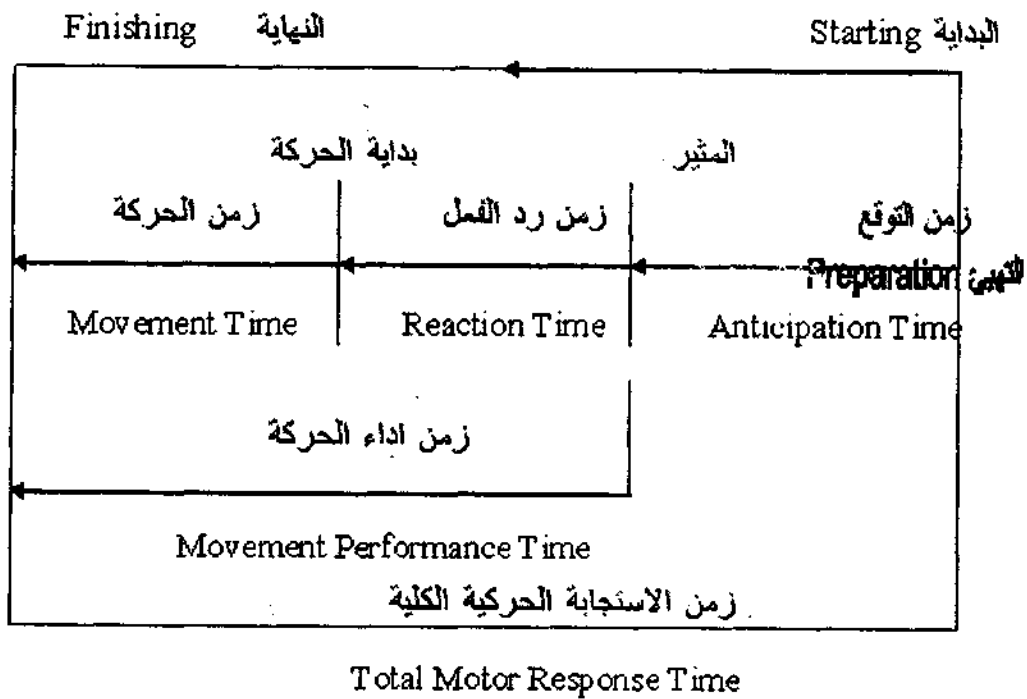 البداية Starting النهاية Finishing
المثير بداية الحركة
زمن التوقع زمن رد الفعل زمن الحركة
التهيئ Preparation
Anticipation Time Reaction Time Movement Time
زمن اداء الحركة
Movement Performance Time
زمن الاستجابة الحركية الكلية
Total Motor Response Time